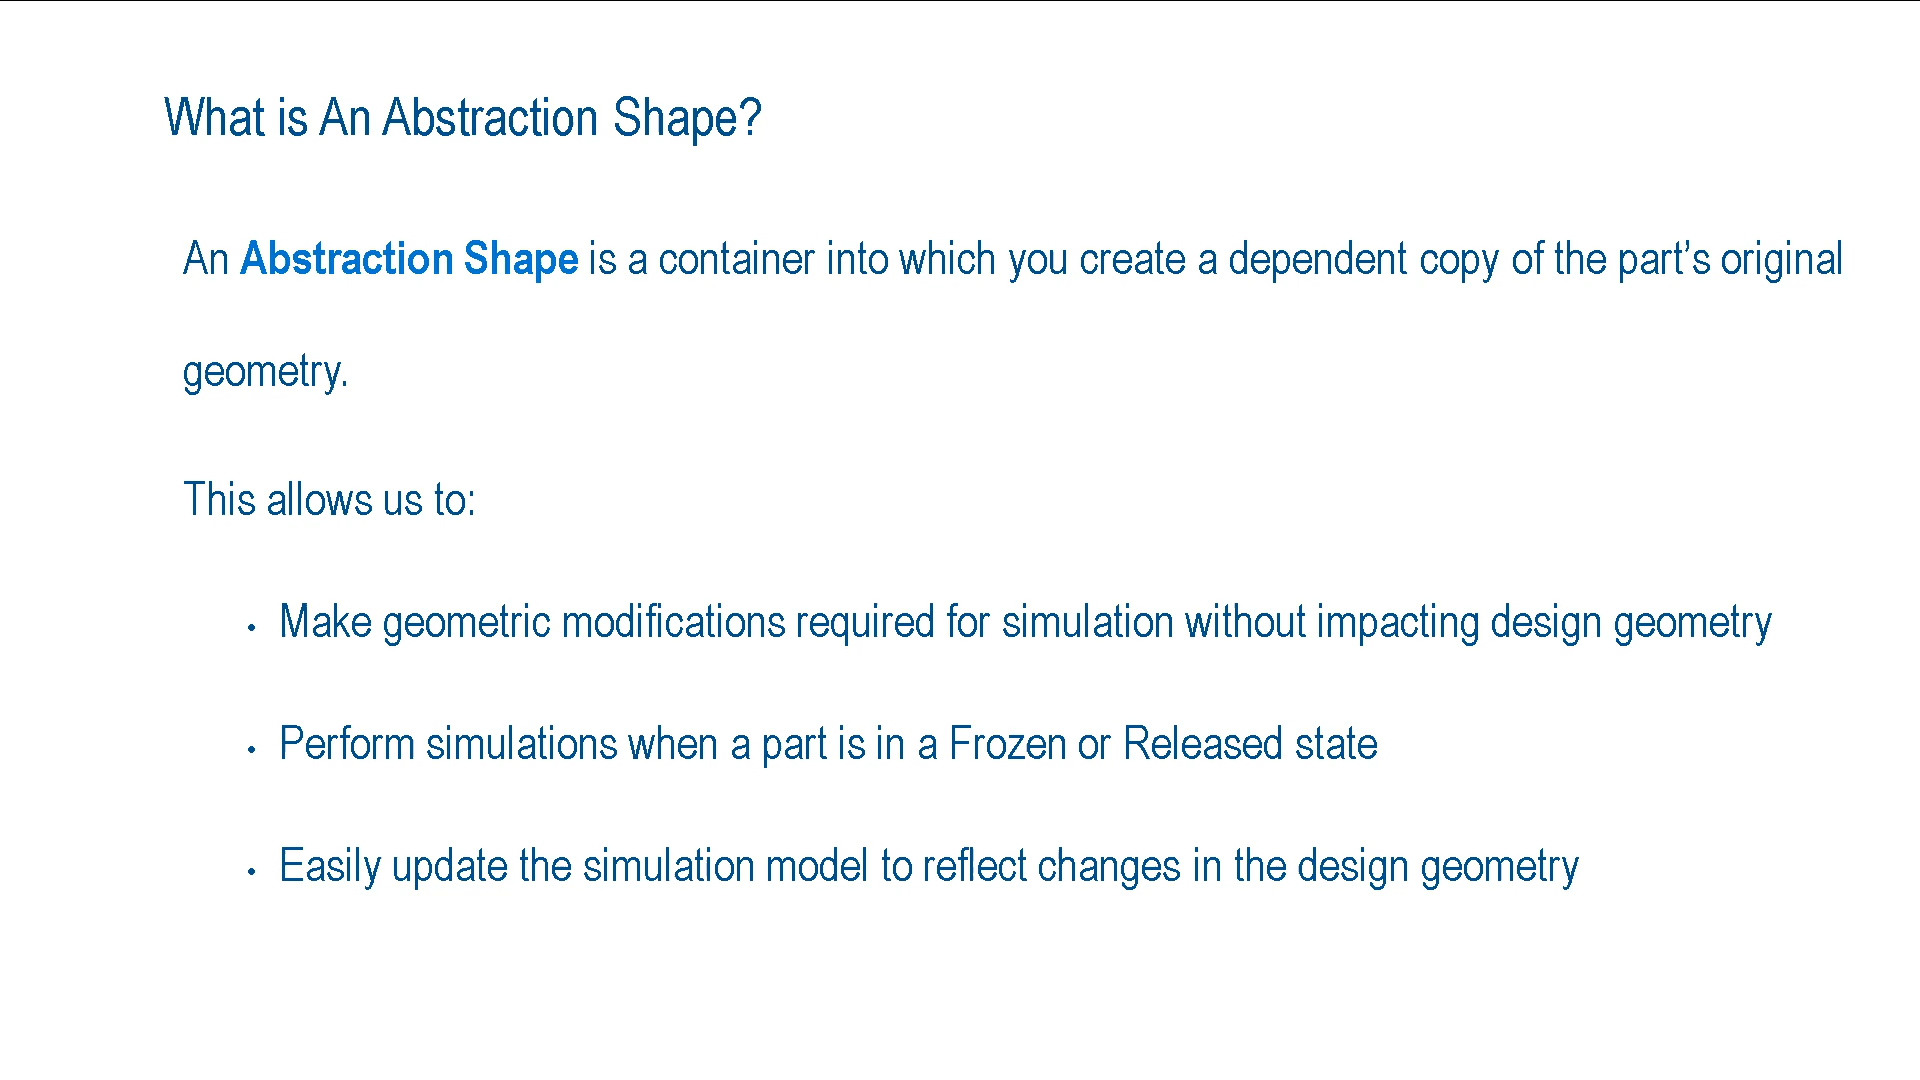 What is An Abstraction Shape?
An Abstraction Shape is a container into which you create a dependent copy of the part’s original
geometry.
This allows us to:
• Make geometric modifications required for simulation without impacting design geometry
• Perform simulations when a part is in a Frozen or Released state
• Easily update the simulation model to reflect changes in the design geometry